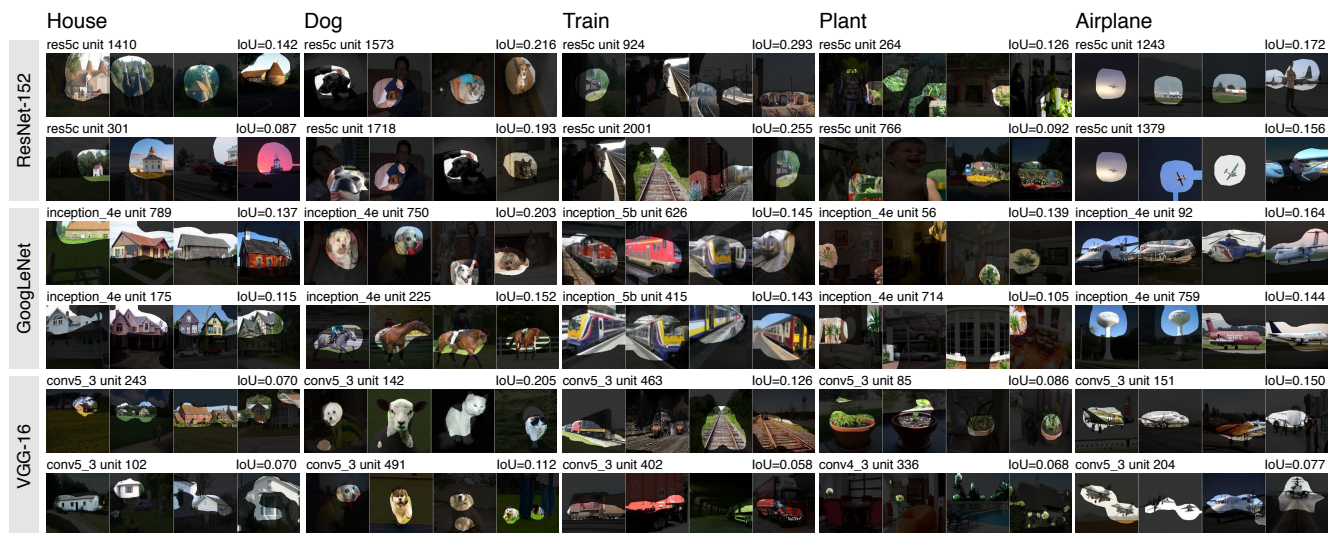 House Dog Train Plant Airplane
ResNet-152
res5c unit 1410 IoU=0.142 res5c unit 1573 IoU=0.216 res5c unit 924 IoU=0.293 res5c unit 264 IoU=0.126 res5c unit 1243 IoU=0.172
res5c unit 301 IoU=0.087 res5c unit 1718 IoU=0.193 res5c unit 2001 IoU=0.255 res5c unit 766 IoU=0.092 res5c unit 1379 IoU=0.156
GoogLeNet
inception_4e unit 789 IoU=0.137 inception_4e unit 750 IoU=0.203 inception_5b unit 626 IoU=0.145 inception_4e unit 56 IoU=0.139 inception_4e unit 92 IoU=0.164
inception_4e unit 175 IoU=0.115 inception_4e unit 225 IoU=0.152 inception_5b unit 415 IoU=0.143 inception_4e unit 714 IoU=0.105 inception_4e unit 759 IoU=0.144
VGG-16
conv5_3 unit 243 IoU=0.070 conv5_3 unit 142 IoU=0.205 conv5_3 unit 463 IoU=0.126 conv5_3 unit 85 IoU=0.086 conv5_3 unit 151 IoU=0.150
conv5_3 unit 102 IoU=0.070 conv5_3 unit 491 IoU=0.112 conv5_3 unit 402 IoU=0.058 conv4_3 unit 336 IoU=0.068 conv5_3 unit 204 IoU=0.077